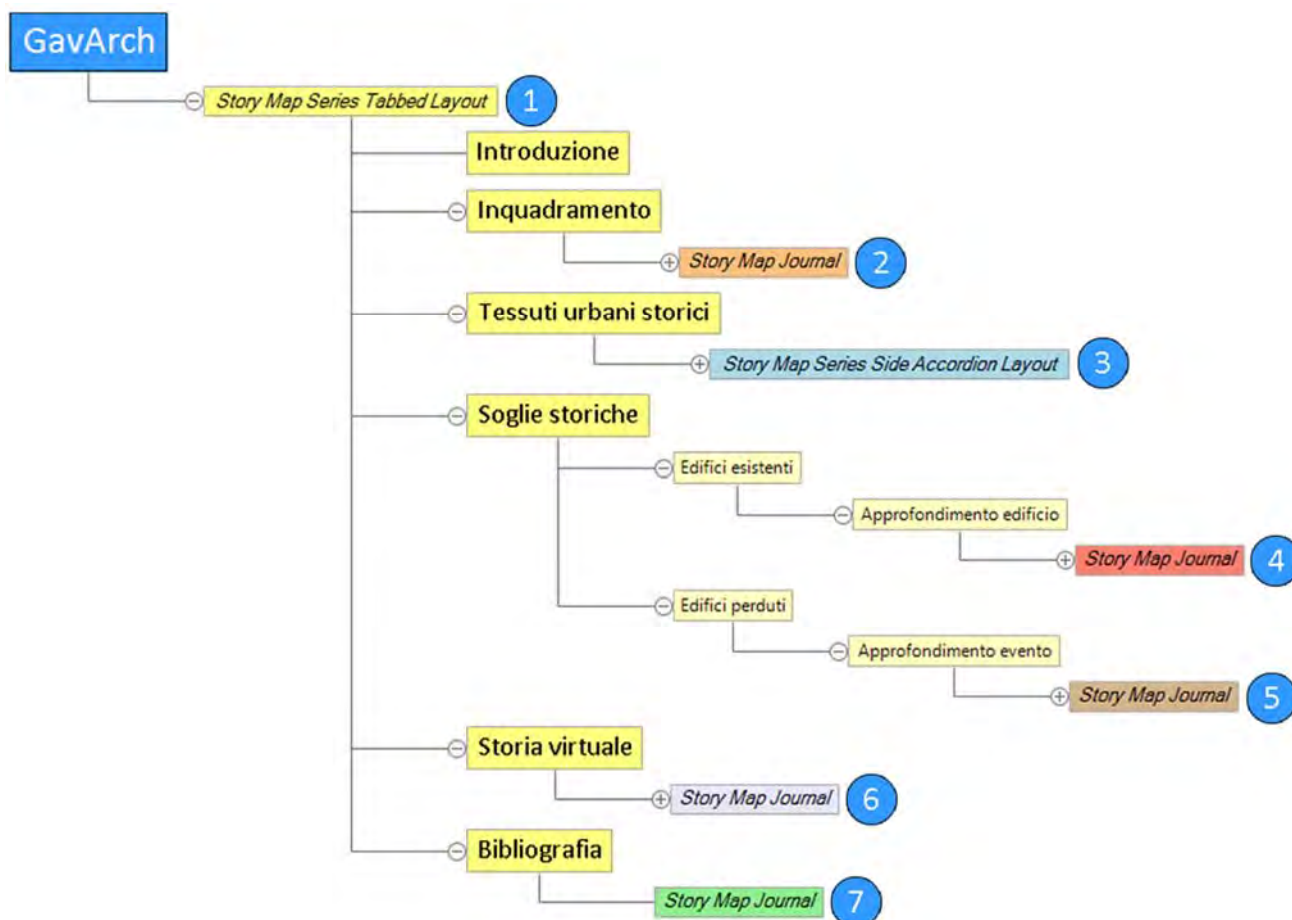 GavArch
Story Map Series Tabbed Layout 1
Introduzione
Inquadramento
Story Map Journal 2
Tessuti urbani storici
Story Map Series Side Accordion Layout 3
Soglie storiche
Edifici esistenti
Approfondimento edificio
Story Map Journal 4
Edifici perduti
Approfondimento evento
Story Map Journal 5
Storia virtuale
Story Map Journal 6
Bibliografia
Story Map Journal 7